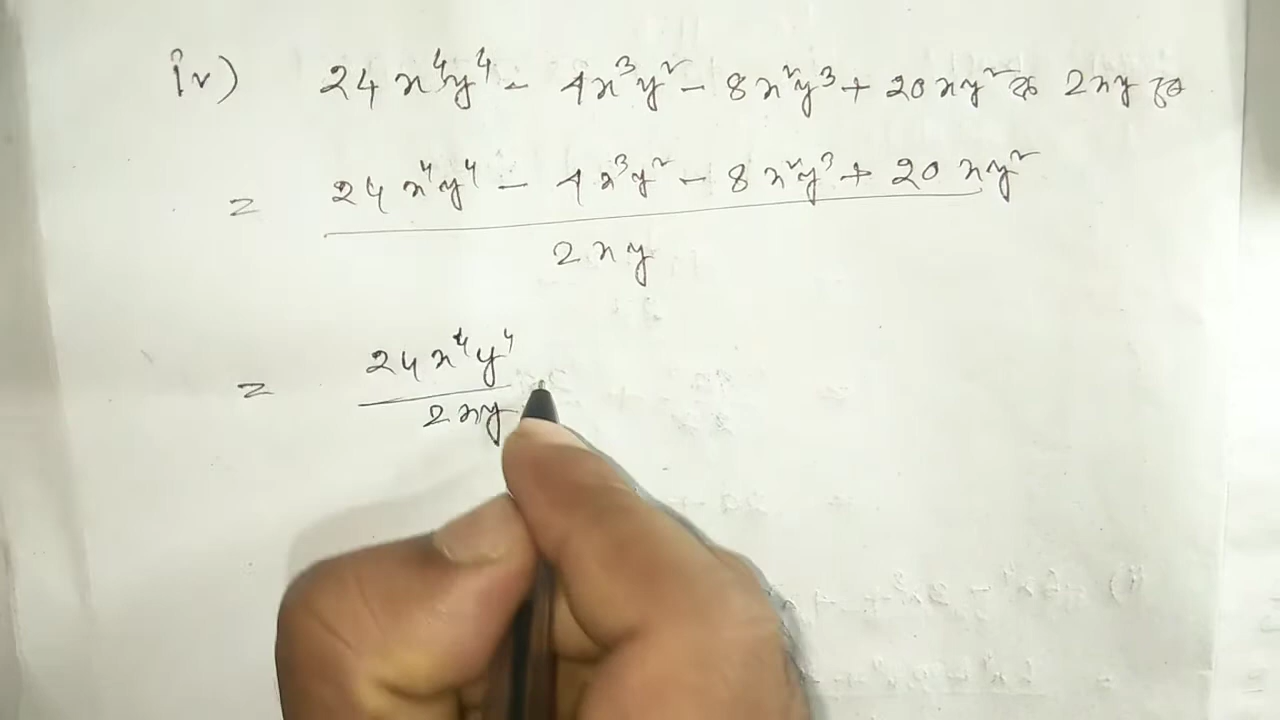 iv) 24x⁴y⁴ - 4x³y² - 8x²y³ + 20xy² 2xy
= 24x⁴y⁴ - 4x³y² - 8x²y³ + 20xy²
2xy
= 24x⁴y⁴
2xy